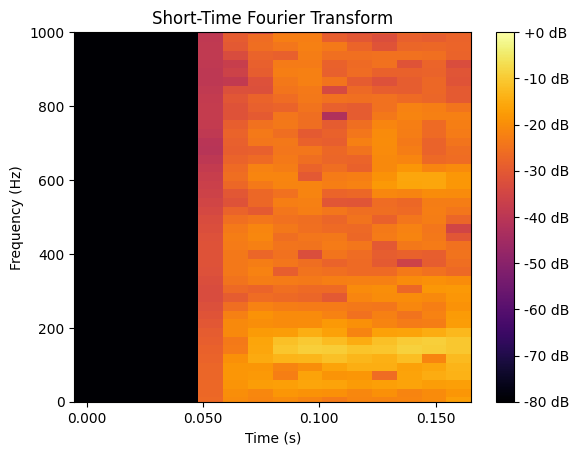 Short-Time Fourier Transform
1000
800
600
400
200
0
Frequency (Hz)
0.000
0.050
0.100
0.150
Time (s)
+0 dB
-10 dB
-20 dB
-30 dB
-40 dB
-50 dB
-60 dB
-70 dB
-80 dB